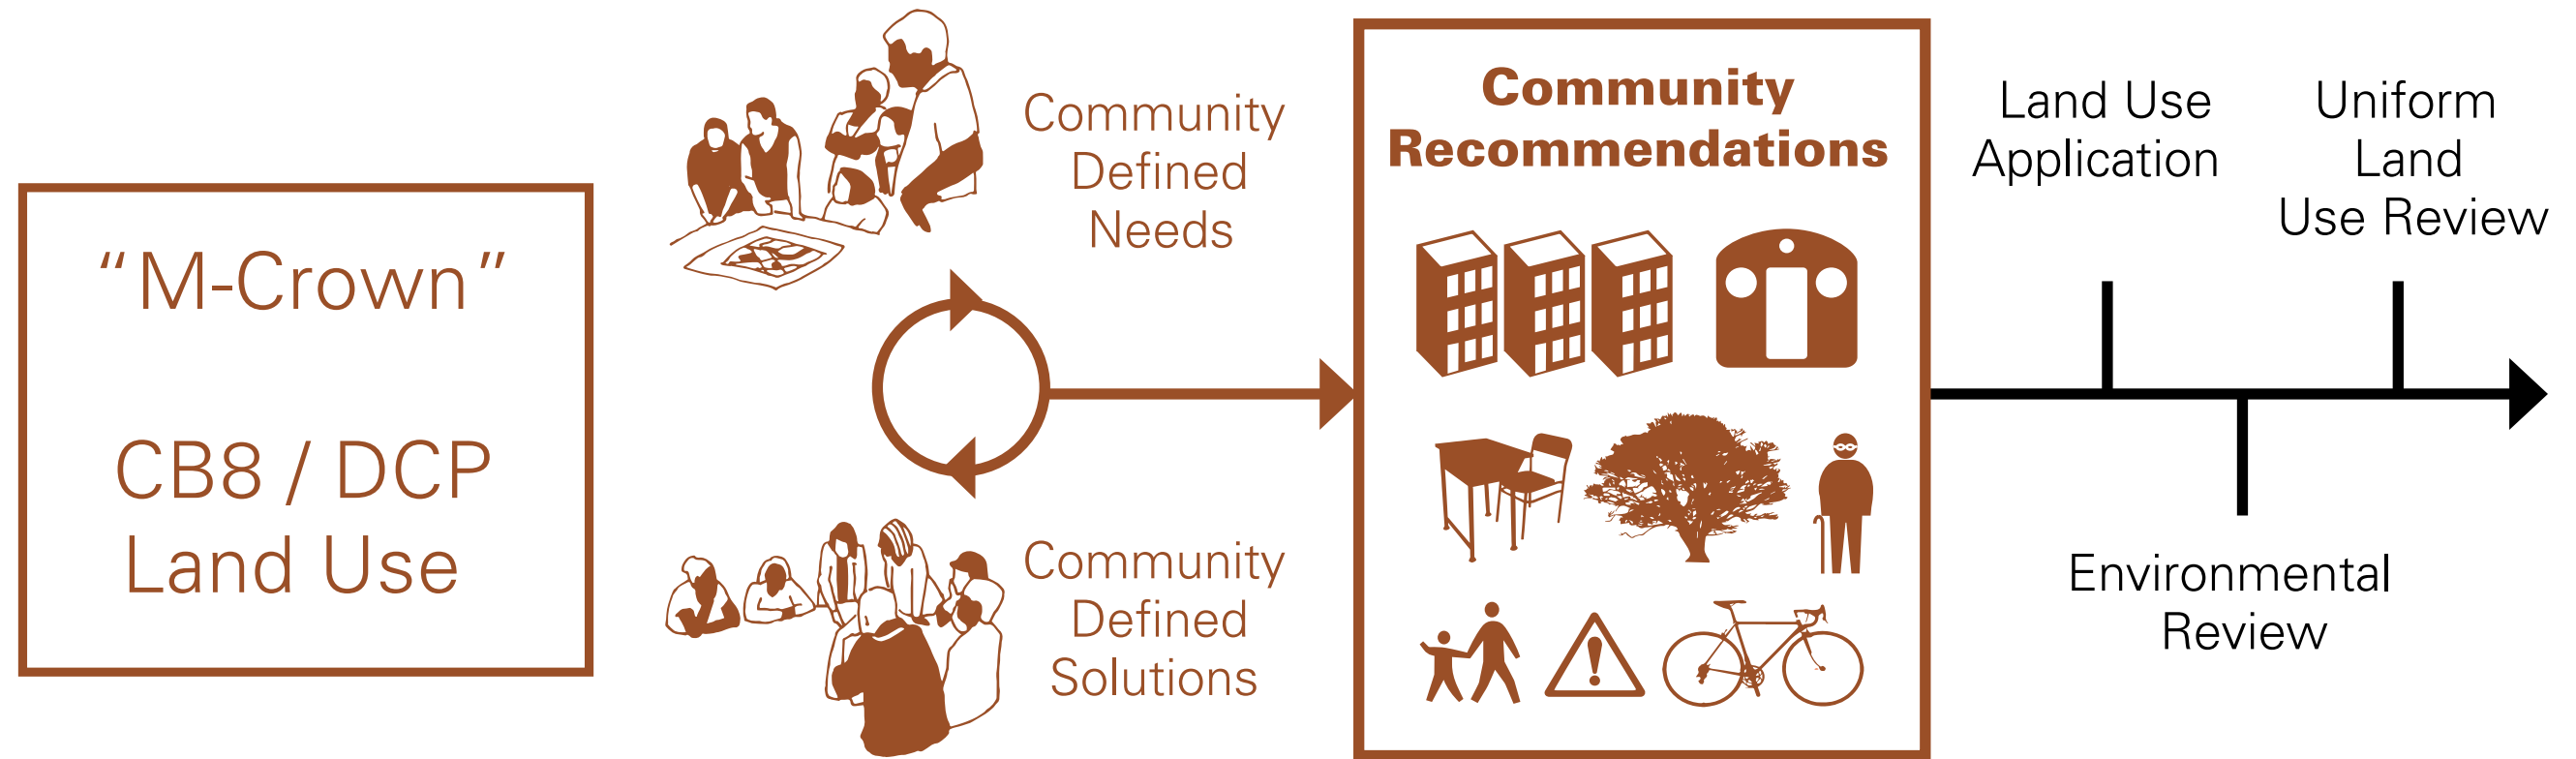 “M-Crown”
CB8 / DCP
Land Use
Community
Defined
Needs
Community
Defined
Solutions
Community
Recommendations
Land Use
Application
Environmental
Review
Uniform
Land
Use Review